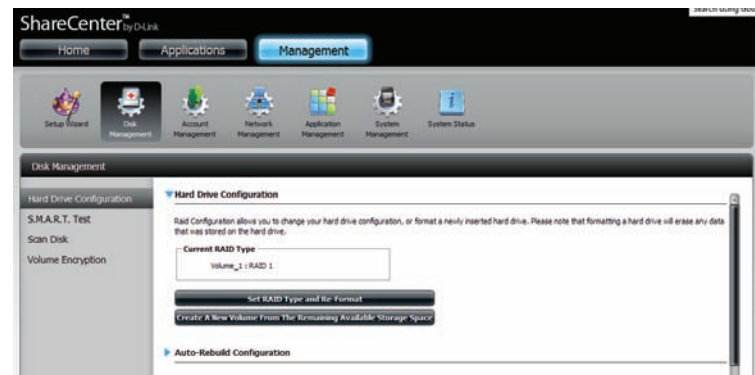 Search using Goo
ShareCenter™ by D-Link
Home Applications Management
Setup Wizard Disk Management Account Management Network Management Application Management System Management System Status
Disk Management
Hard Drive Configuration
S.M.A.R.T. Test
Scan Disk
Volume Encryption
Hard Drive Configuration
Raid Configuration allows you to change your hard drive configuration, or format a newly inserted hard drive. Please note that formatting a hard drive will erase any data
that was stored on the hard drive.
Current RAID Type
Volume_1 : RAID 1
Set RAID Type and Re-Format
Create A New Volume From The Remaining Available Storage Space
Auto-Rebuild Configuration